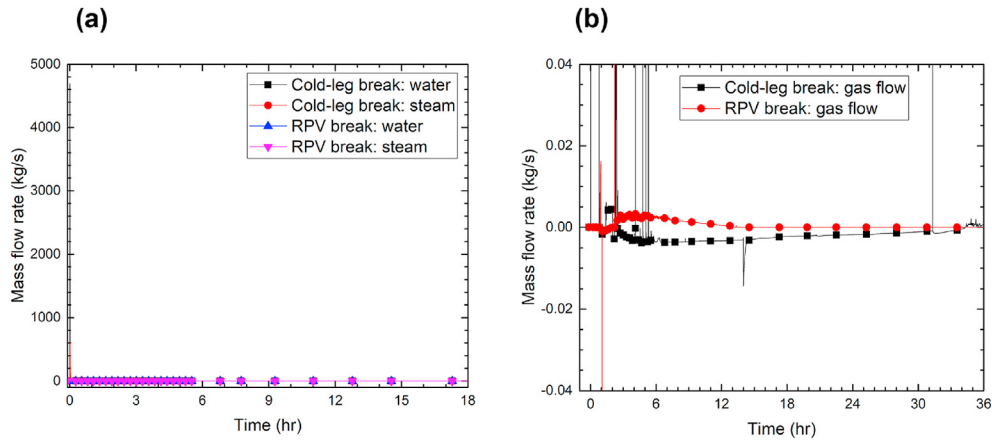 (a)
Mass flow rate (kg/s)
5000
4000
3000
2000
1000
0
Cold-leg break: water
Cold-leg break: steam
RPV break: water
RPV break: steam
0 3 6 9 12 15 18
Time (hr)
(b)
Mass flow rate (kg/s)
0.04
0.02
0.00
-0.02
-0.04
Cold-leg break: gas flow
RPV break: gas flow
0 6 12 18 24 30 36
Time (hr)